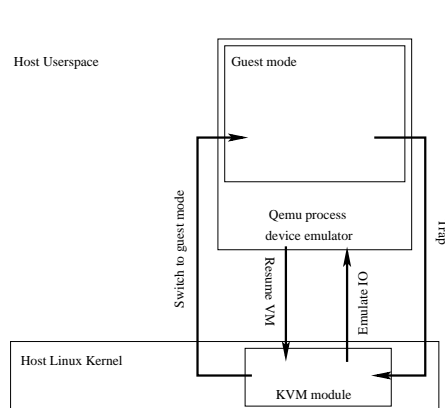 Host Userspace
Guest mode
Qemu process
device emulator
Switch to guest mode
Resume VM
Emulate IO
Trap
Host Linux Kernel
KVM module